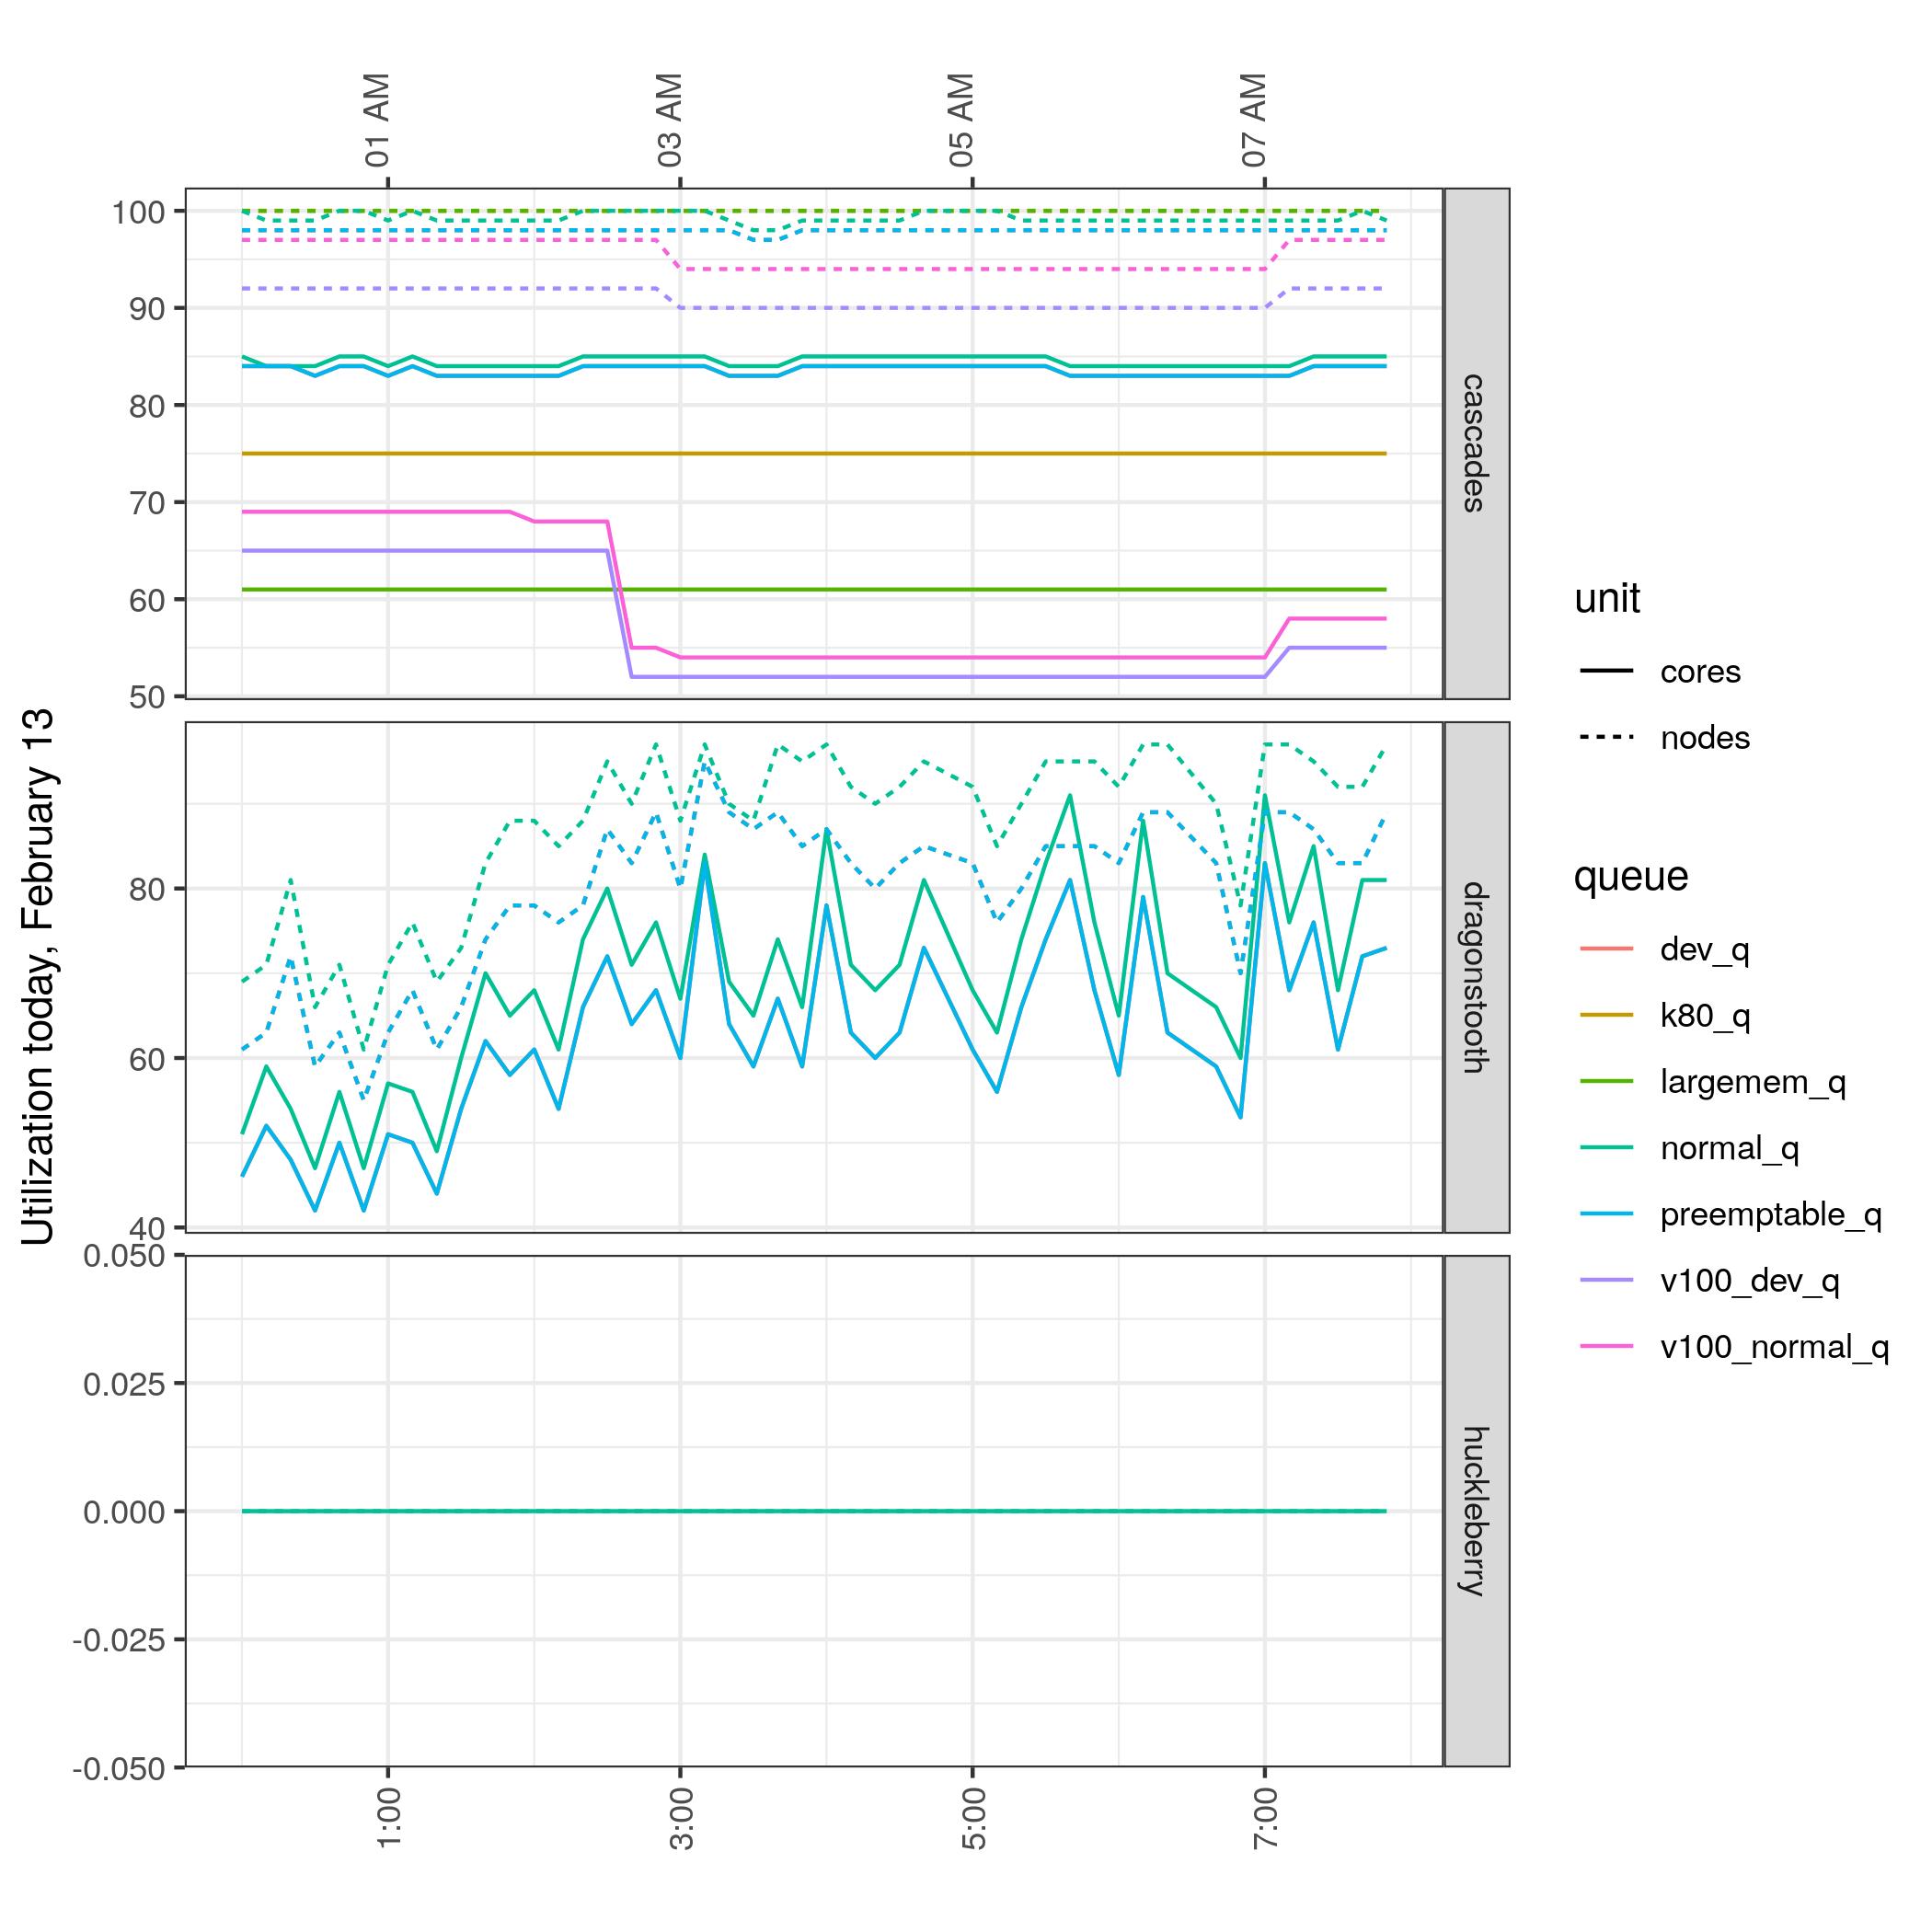 01 AM
03 AM
05 AM
07 AM
Utilization today, February 13
100
90
80
70
60
50
cascades
80
60
40
dragonstooth
0.050
0.025
0.000
-0.025
-0.050
huckleberry
1:00
3:00
5:00
7:00
unit
cores
nodes
queue
dev_q
k80_q
largemem_q
normal_q
preemptable_q
v100_dev_q
v100_normal_q